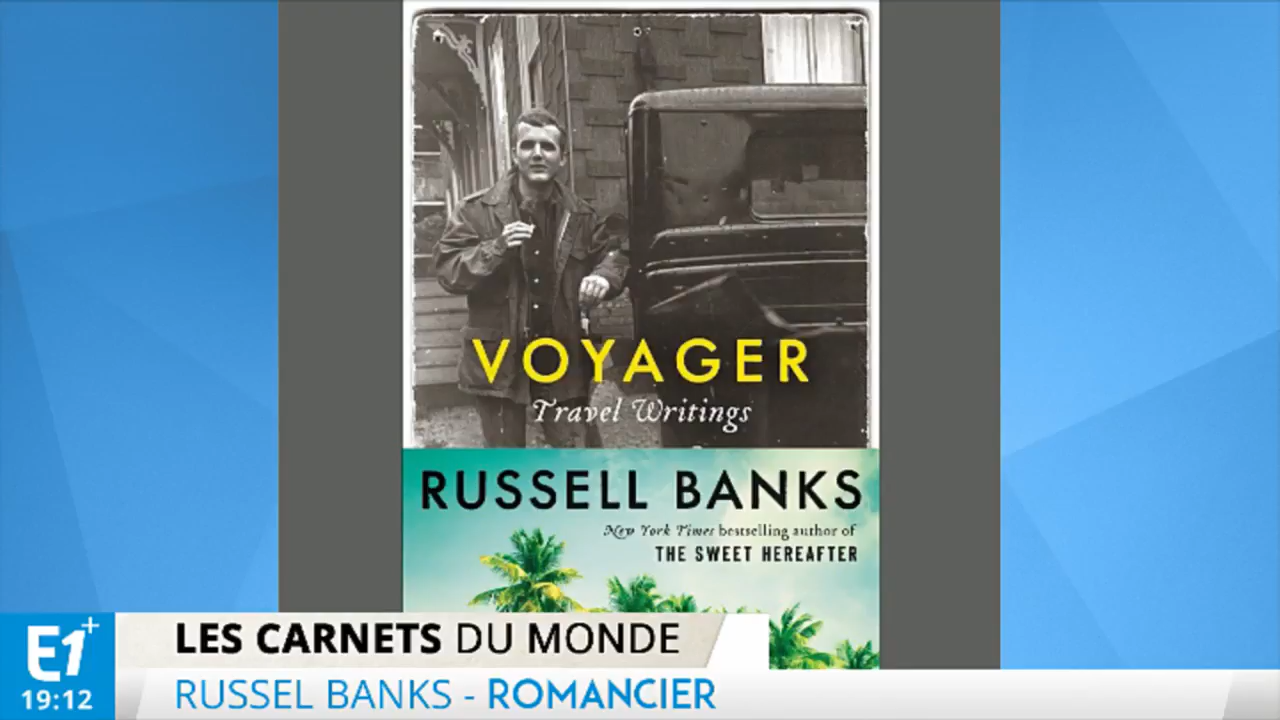 VOYAGER
Travel Writings
RUSSELL BANKS
New York Times bestselling author of
THE SWEET HEREAFTER
E1+
LES CARNETS DU MONDE
19:12
RUSSEL BANKS - ROMANCIER